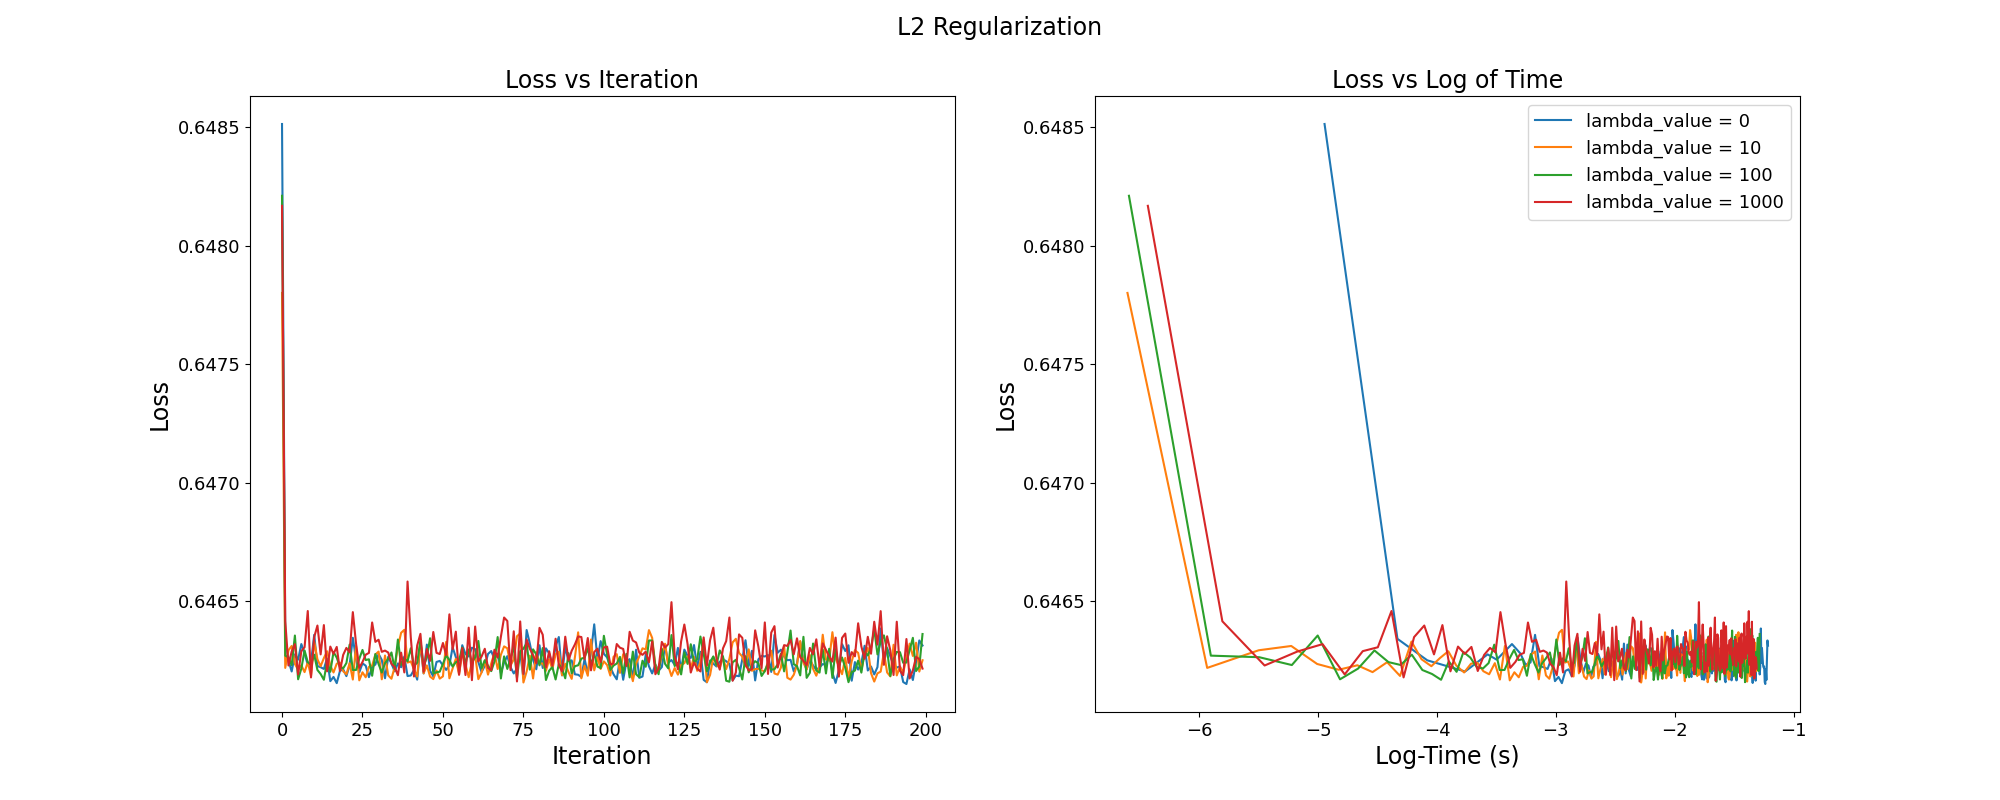 L2 Regularization
Loss vs Iteration
0.6485
0.6480
0.6475
0.6470
0.6465
Loss
0 25 50 75 100 125 150 175 200
Iteration
Loss vs Log of Time
lambda_value = 0
lambda_value = 10
lambda_value = 100
lambda_value = 1000
0.6485
0.6480
0.6475
0.6470
0.6465
Loss
−6 −5 −4 −3 −2 −1
Log-Time (s)